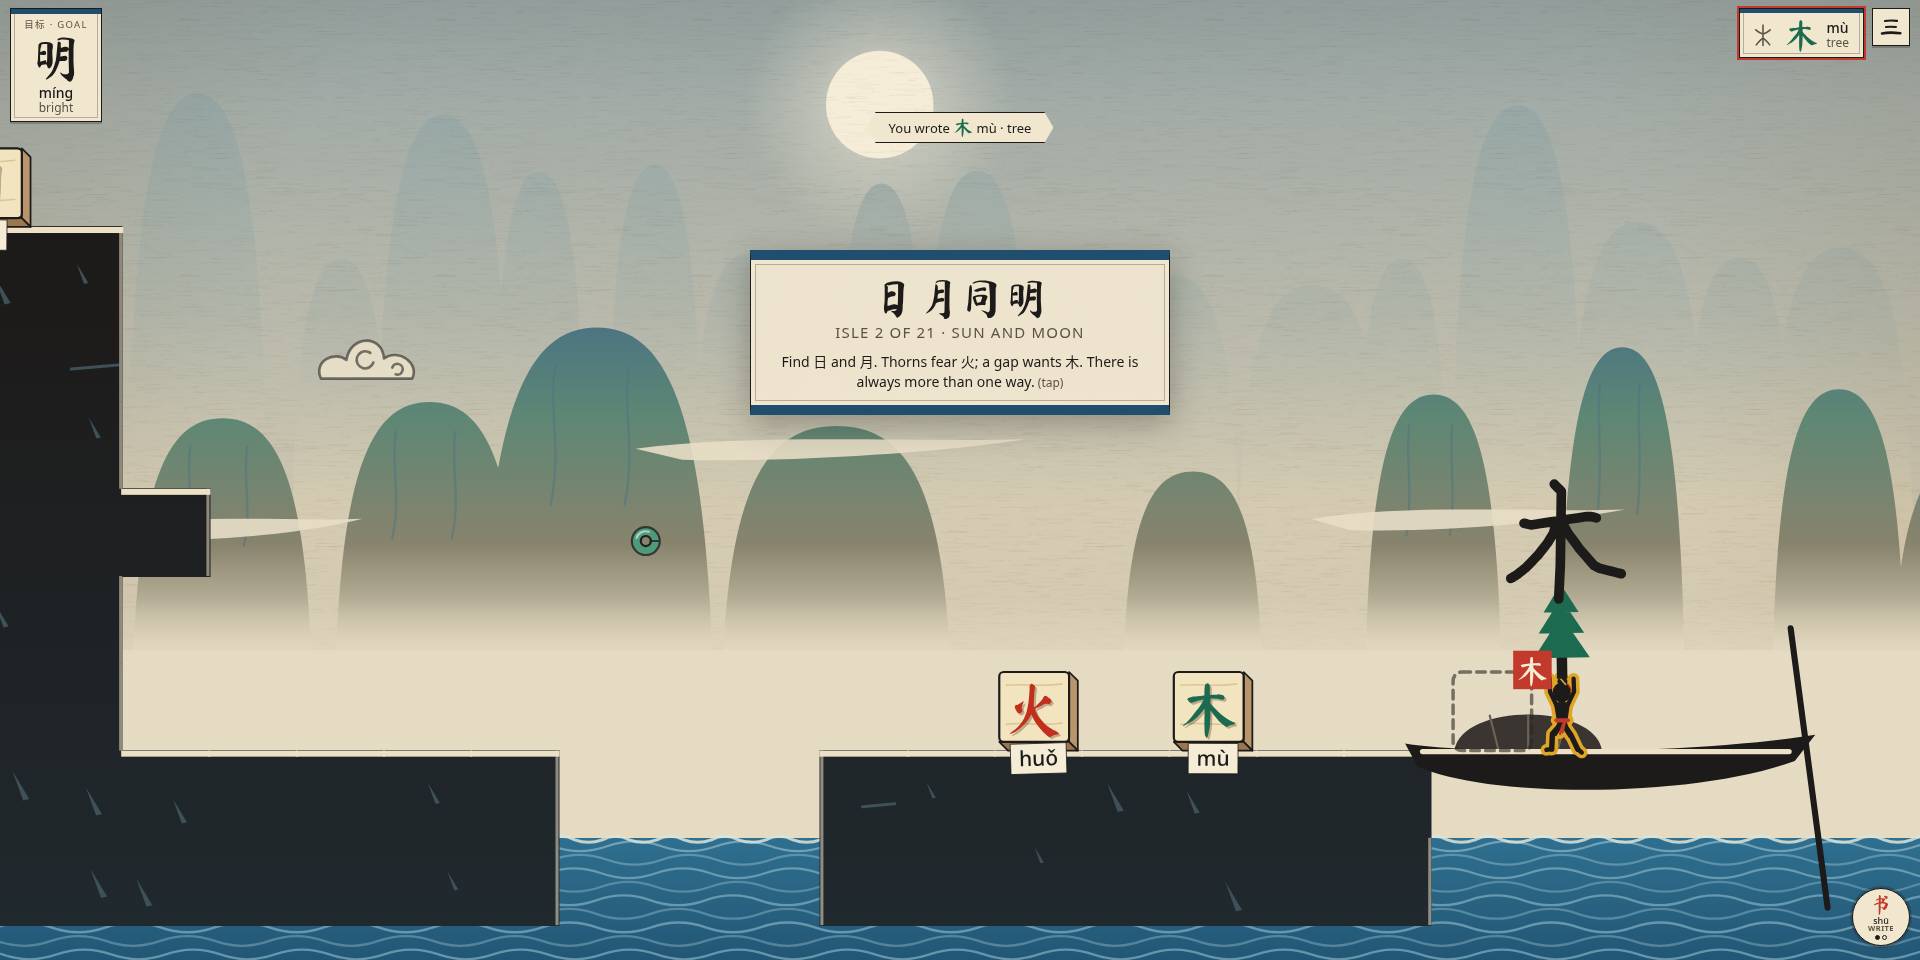 目标 · GOAL
明
míng
bright
木 mù
tree
三
You wrote 木 mù · tree
日月同明
ISLE 2 OF 21 · SUN AND MOON
Find 日 and 月. Thorns fear 火; a gap wants 木. There is
always more than one way. (tap)
木
木
火
huǒ
木
mù
书
shū
WRITE